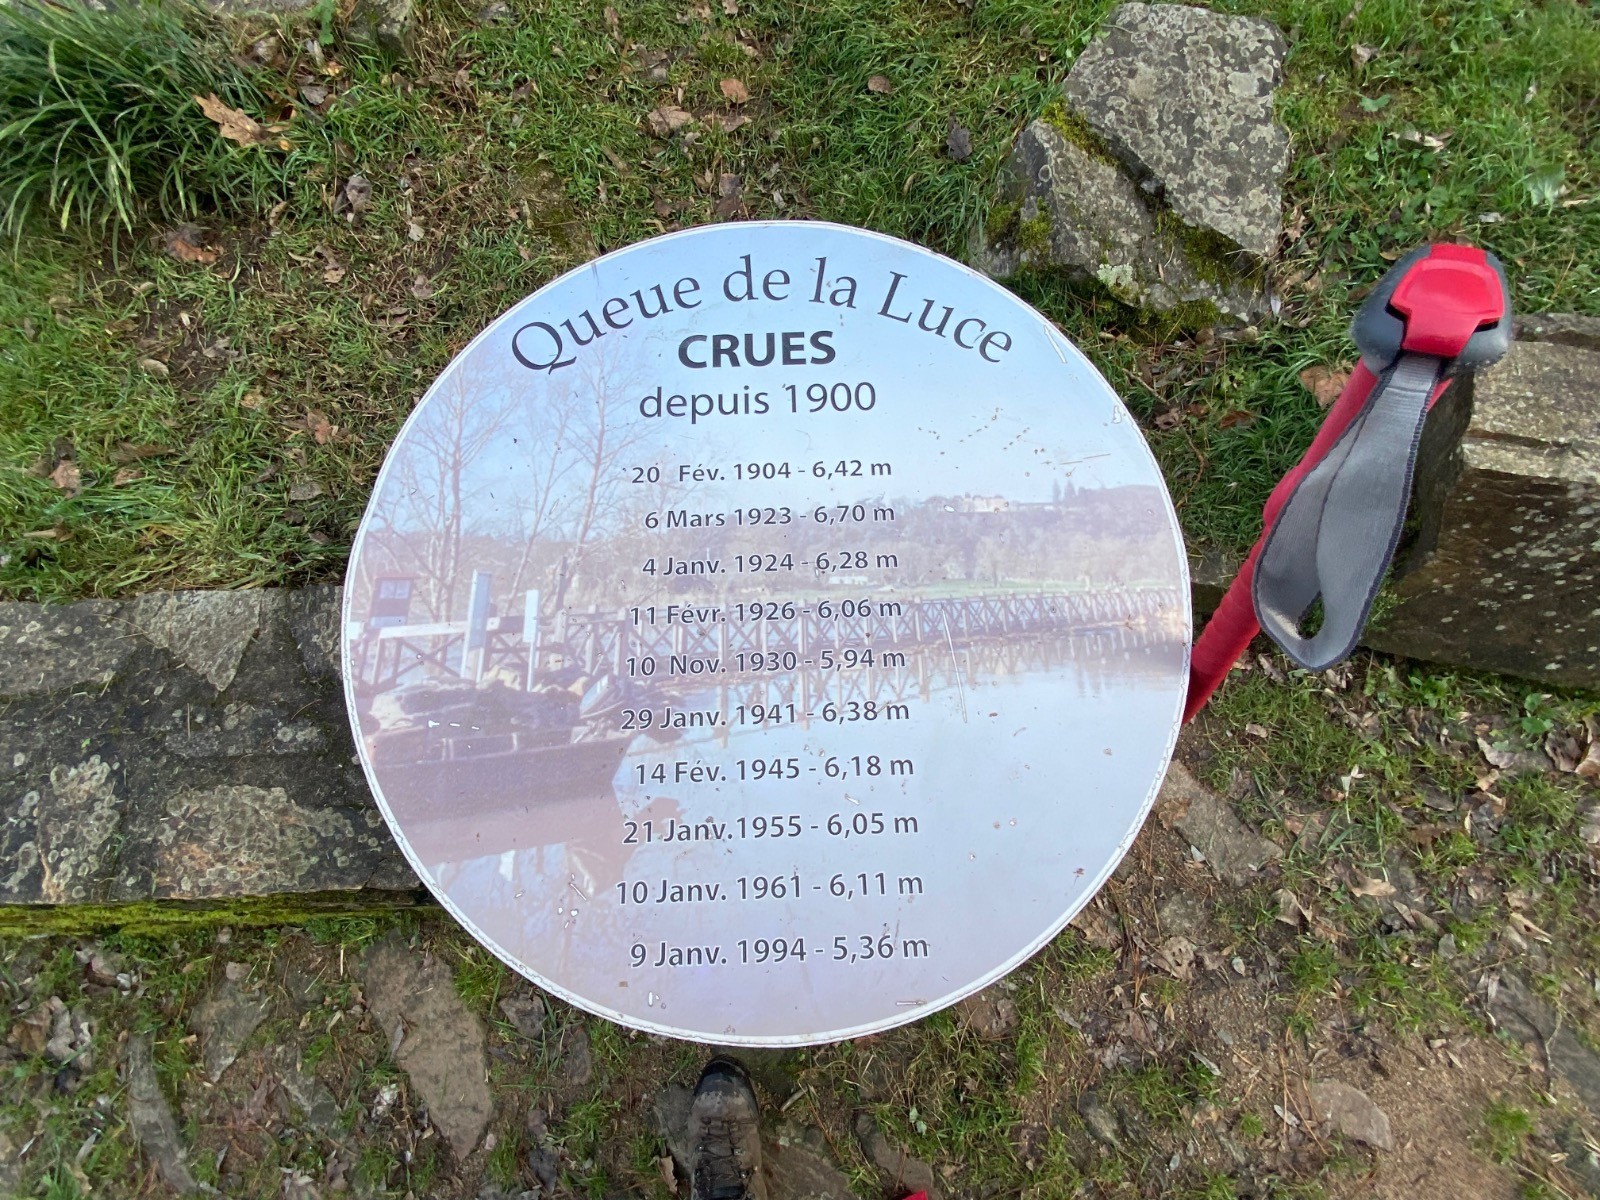 Queue de la Luce
CRUES
depuis 1900
20 Fév. 1904 - 6,42 m
6 Mars 1923 - 6,70 m
4 Janv. 1924 - 6,28 m
11 Févr. 1926 - 6,06 m
10 Nov. 1930 - 5,94 m
29 Janv. 1941 - 6,38 m
14 Fév. 1945 - 6,18 m
21 Janv.1955 - 6,05 m
10 Janv. 1961 - 6,11 m
9 Janv. 1994 - 5,36 m